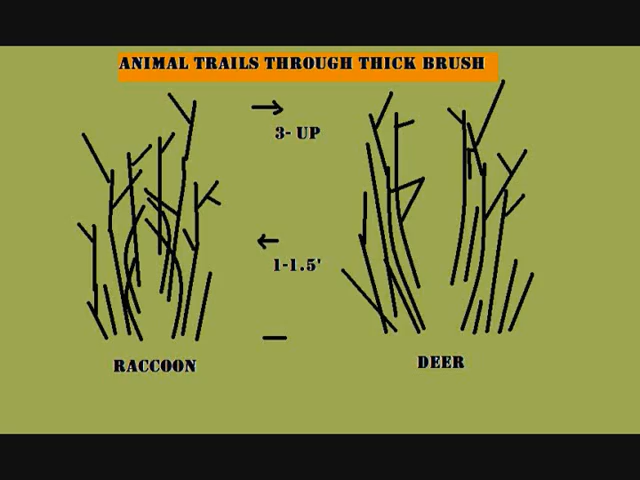 ANIMAL TRAILS THROUGH THICK BRUSH
3- UP
1-1.5'
RACCOON
DEER